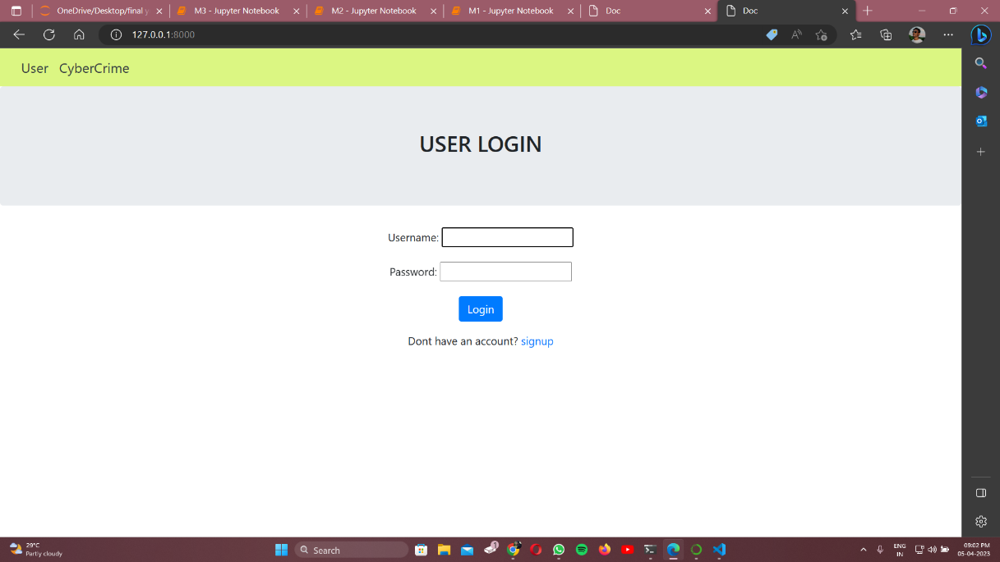 OneDrive/Desktop/final y
M3 - Jupyter Notebook
M2 - Jupyter Notebook
M1 - Jupyter Notebook
Doc
Doc
127.0.0.1:8000
User CyberCrime
USER LOGIN
Username:
Password:
Login
Dont have an account? signup
29°C
Partly cloudy
Search
1
ENG
IN
09:02 PM
05-04-2023